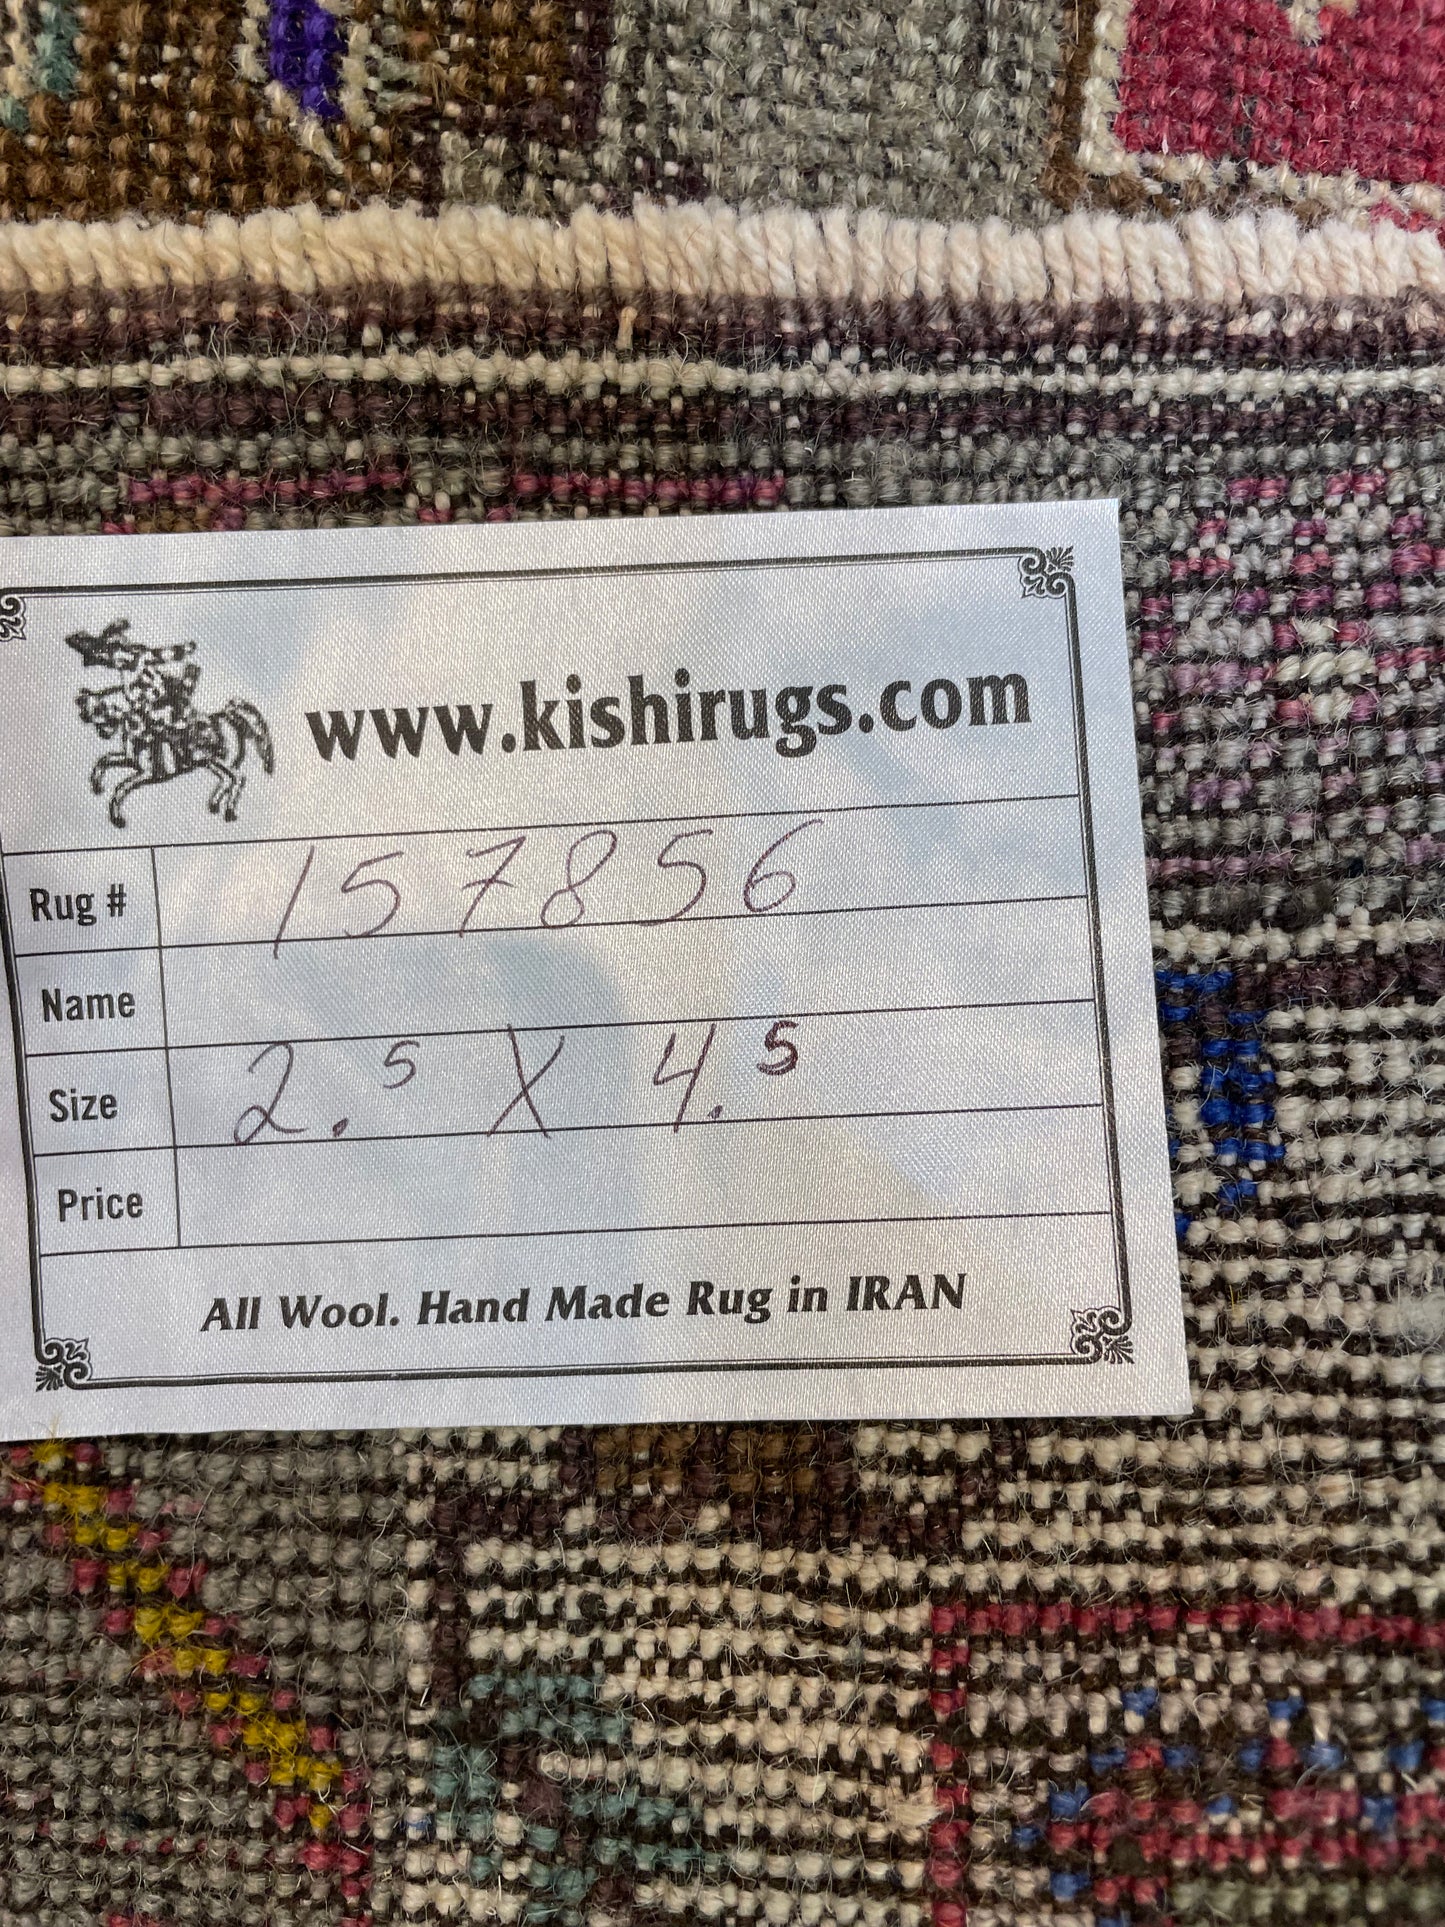 www.kishirugs.com
Rug # 157856
Name
Size 2.5 X 4.5
Price
All Wool. Hand Made Rug in IRAN